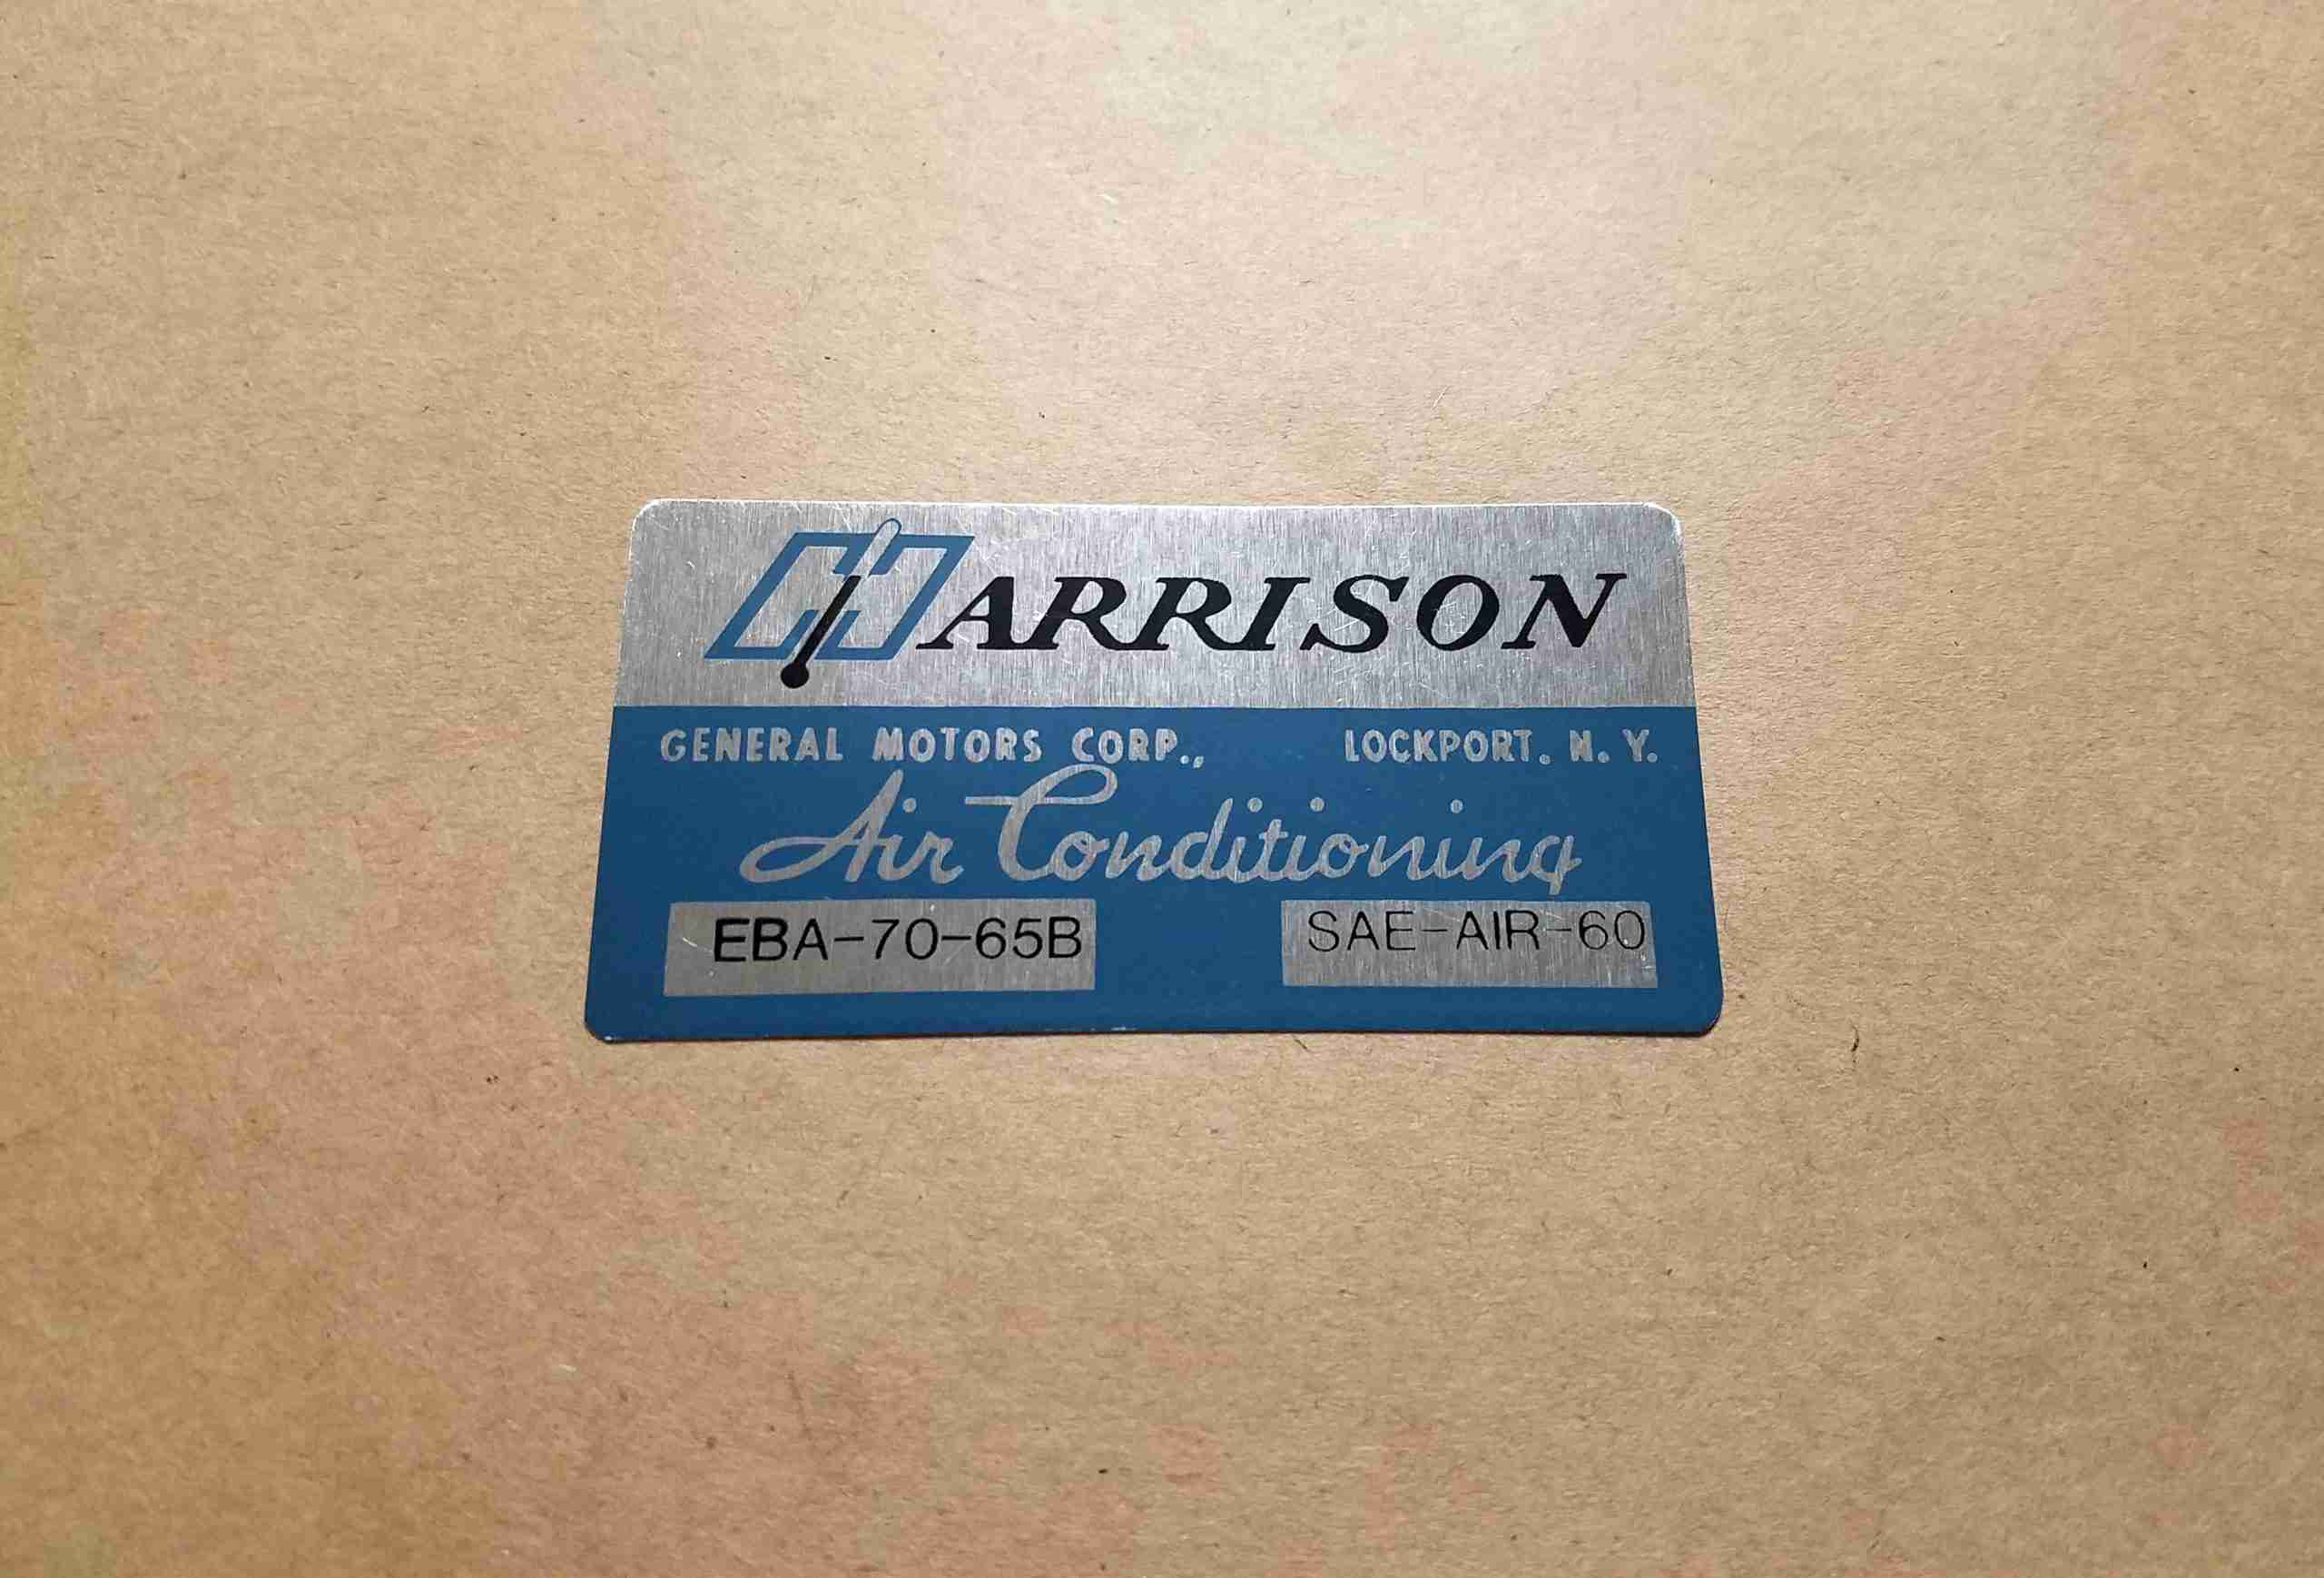 HARRISON
GENERAL MOTORS CORP., LOCKPORT. N. Y.
Air Conditioning
EBA-70-65B SAE-AIR-60